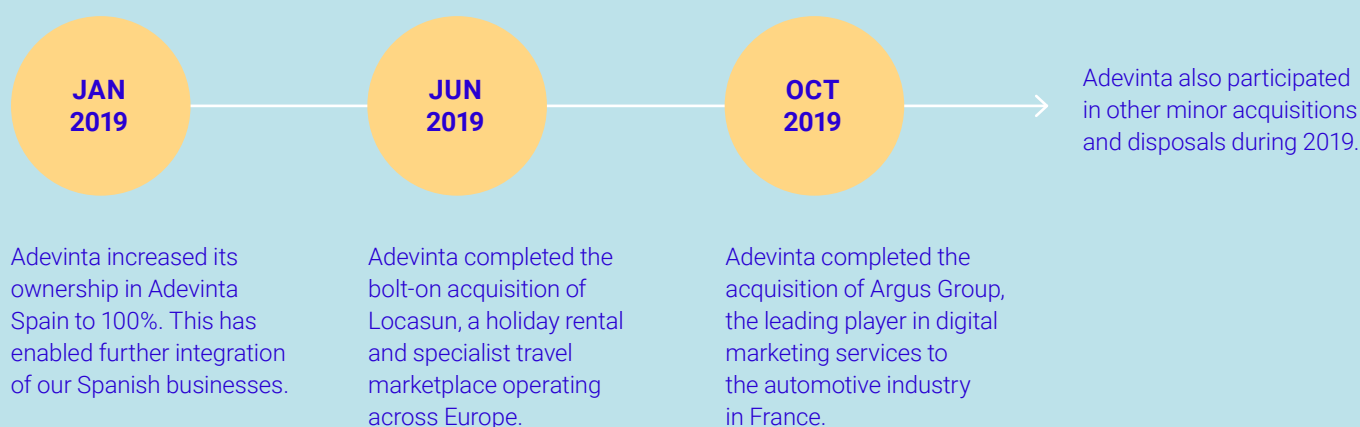 JAN
2019
JUN
2019
OCT
2019
Adevinta also participated
in other minor acquisitions
and disposals during 2019.
Adevinta increased its
ownership in Adevinta
Spain to 100%. This has
enabled further integration
of our Spanish businesses.
Adevinta completed the
bolt-on acquisition of
Locasun, a holiday rental
and specialist travel
marketplace operating
across Europe.
Adevinta completed the
acquisition of Argus Group,
the leading player in digital
marketing services to
the automotive industry
in France.